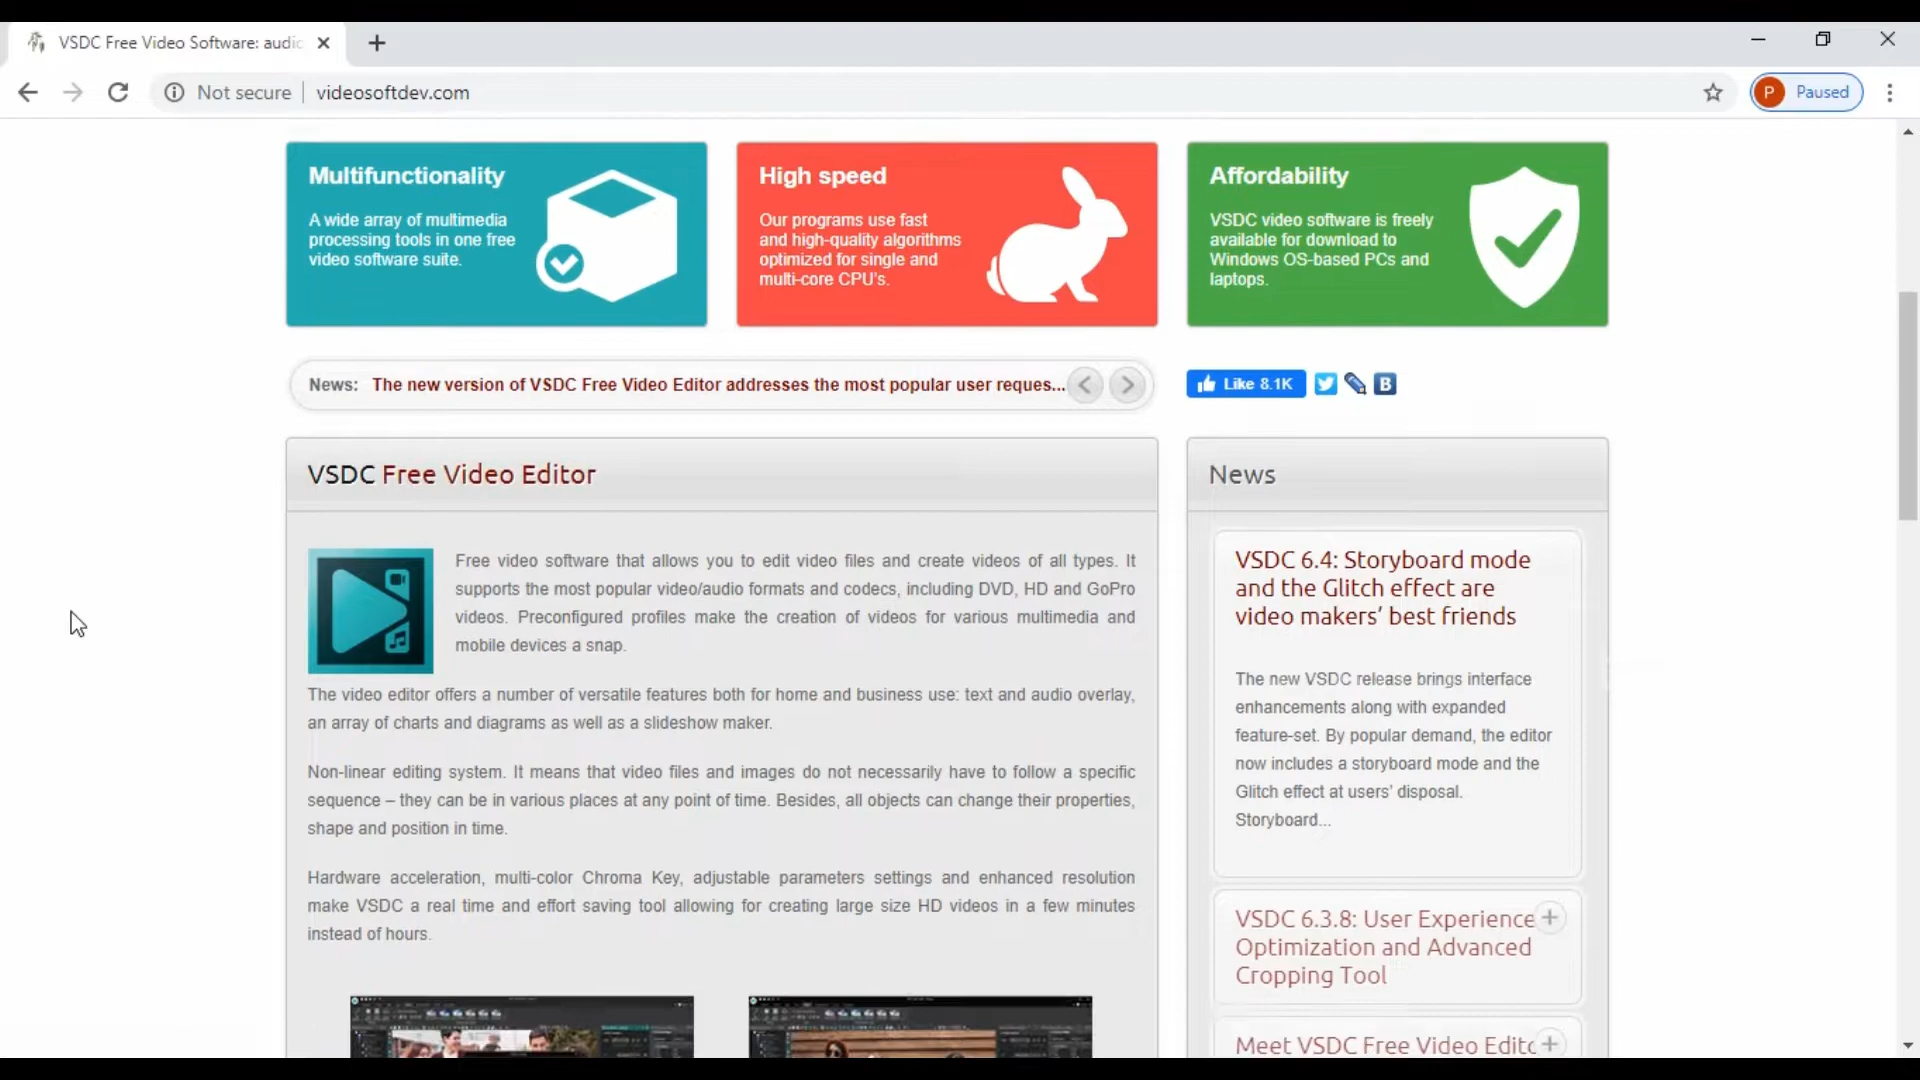 VSDC Free Video Software: audio
Not secure
videosoftdev.com
P
Paused
Multifunctionality
A wide array of multimedia
processing tools in one free
video software suite.
High speed
Our programs use fast
and high-quality algorithms
optimized for single and
multi-core CPU's.
Affordability
VSDC video software is freely
available for download to
Windows OS-based PCs and
laptops.
News: The new version of VSDC Free Video Editor addresses the most popular user reques...
Like 8.1K
B
VSDC Free Video Editor
Free video software that allows you to edit video files and create videos of all types. It
supports the most popular video/audio formats and codecs, including DVD, HD and GoPro
videos. Preconfigured profiles make the creation of videos for various multimedia and
mobile devices a snap.
The video editor offers a number of versatile features both for home and business use: text and audio overlay,
an array of charts and diagrams as well as a slideshow maker.
Non-linear editing system. It means that video files and images do not necessarily have to follow a specific
sequence – they can be in various places at any point of time. Besides, all objects can change their properties,
shape and position in time.
Hardware acceleration, multi-color Chroma Key, adjustable parameters settings and enhanced resolution
make VSDC a real time and effort saving tool allowing for creating large size HD videos in a few minutes
instead of hours.
News
VSDC 6.4: Storyboard mode
and the Glitch effect are
video makers’ best friends
The new VSDC release brings interface
enhancements along with expanded
feature-set. By popular demand, the editor
now includes a storyboard mode and the
Glitch effect at users’ disposal.
Storyboard...
VSDC 6.3.8: User Experience
Optimization and Advanced
Cropping Tool
Meet VSDC Free Video Edito